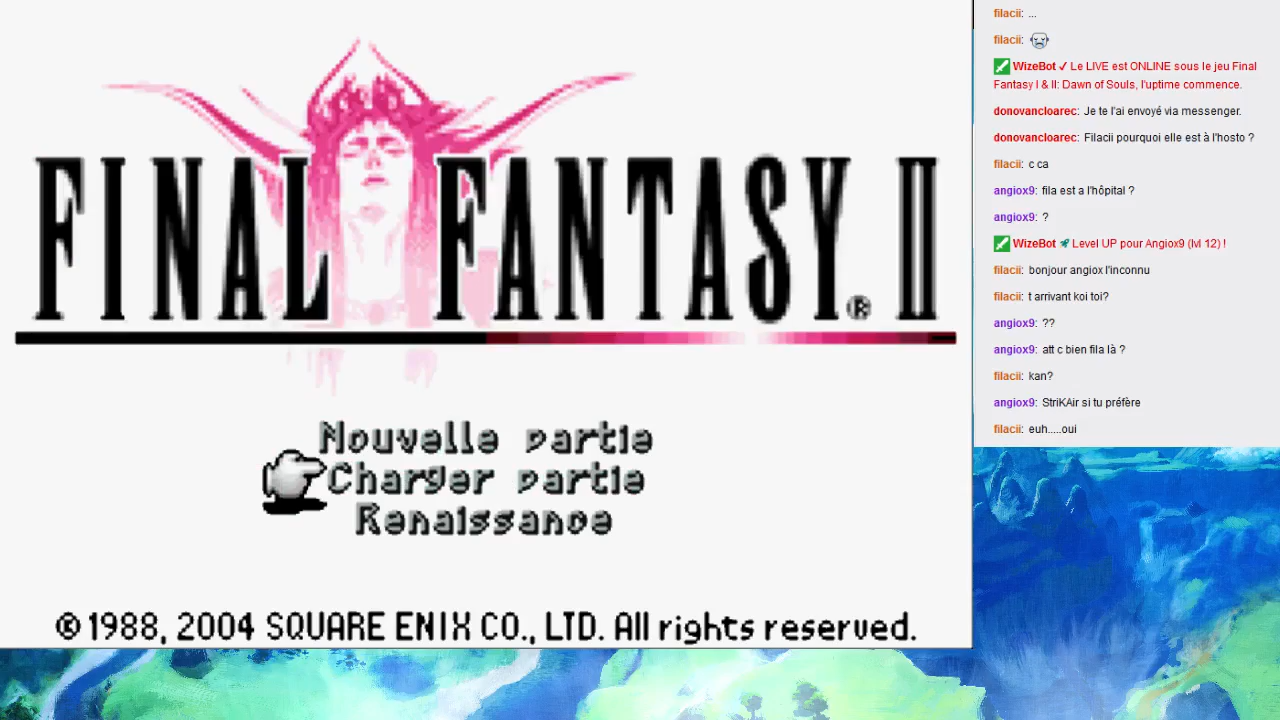 FINAL FANTASY® II
Nouvelle partie
Charger partie
Renaissance
© 1988, 2004 SQUARE ENIX CO., LTD. All rights reserved.
filacii: ...
filacii:
WizeBot ✓ Le LIVE est ONLINE sous le jeu Final
Fantasy I & II: Dawn of Souls, l'uptime commence.
donovancloarec: Je te l'ai envoyé via messenger.
donovancloarec: Filacii pourquoi elle est à l'hosto ?
filacii: c ca
angiox9: fila est a l'hôpital ?
angiox9: ?
WizeBot 🚀 Level UP pour Angiox9 (lvl 12) !
filacii: bonjour angiox l'inconnu
filacii: t arrivant koi toi?
angiox9: ??
angiox9: att c bien fila là ?
filacii: kan?
angiox9: StriKAir si tu préfère
filacii: euh.....oui